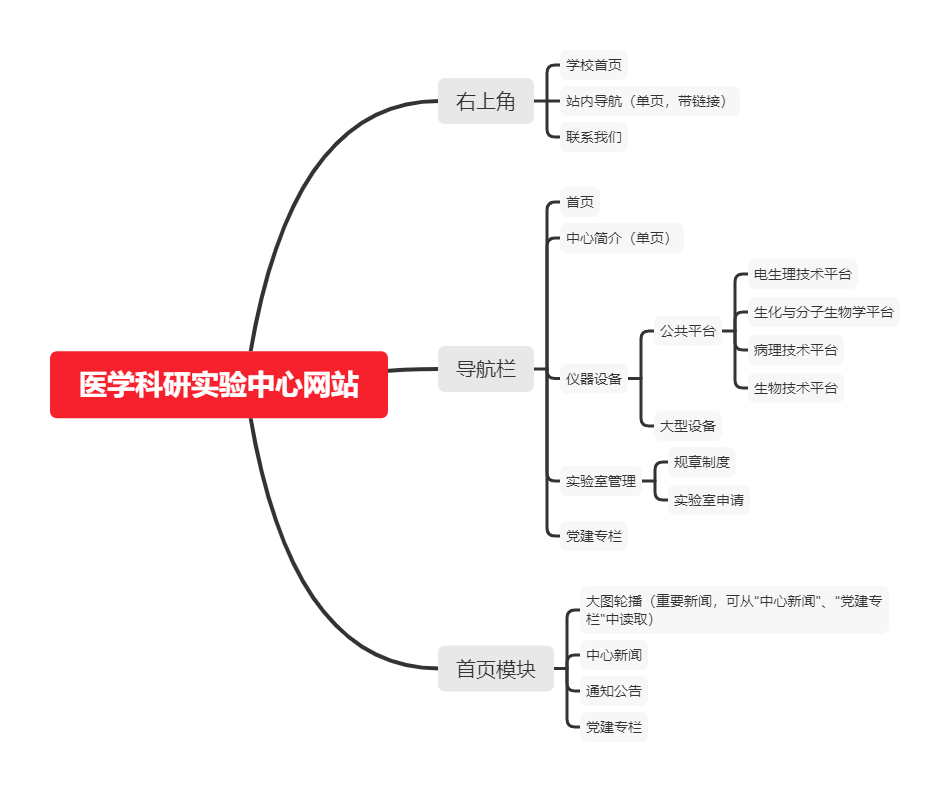 医学科研实验中心网站
右上角
学校首页
站内导航（单页，带链接）
联系我们
导航栏
首页
中心简介（单页）
仪器设备
公共平台
电生理技术平台
生化与分子生物学平台
病理技术平台
生物技术平台
大型设备
实验室管理
规章制度
实验室申请
党建专栏
首页模块
大图轮播（重要新闻，可从"中心新闻"、"党建专
栏"中读取）
中心新闻
通知公告
党建专栏